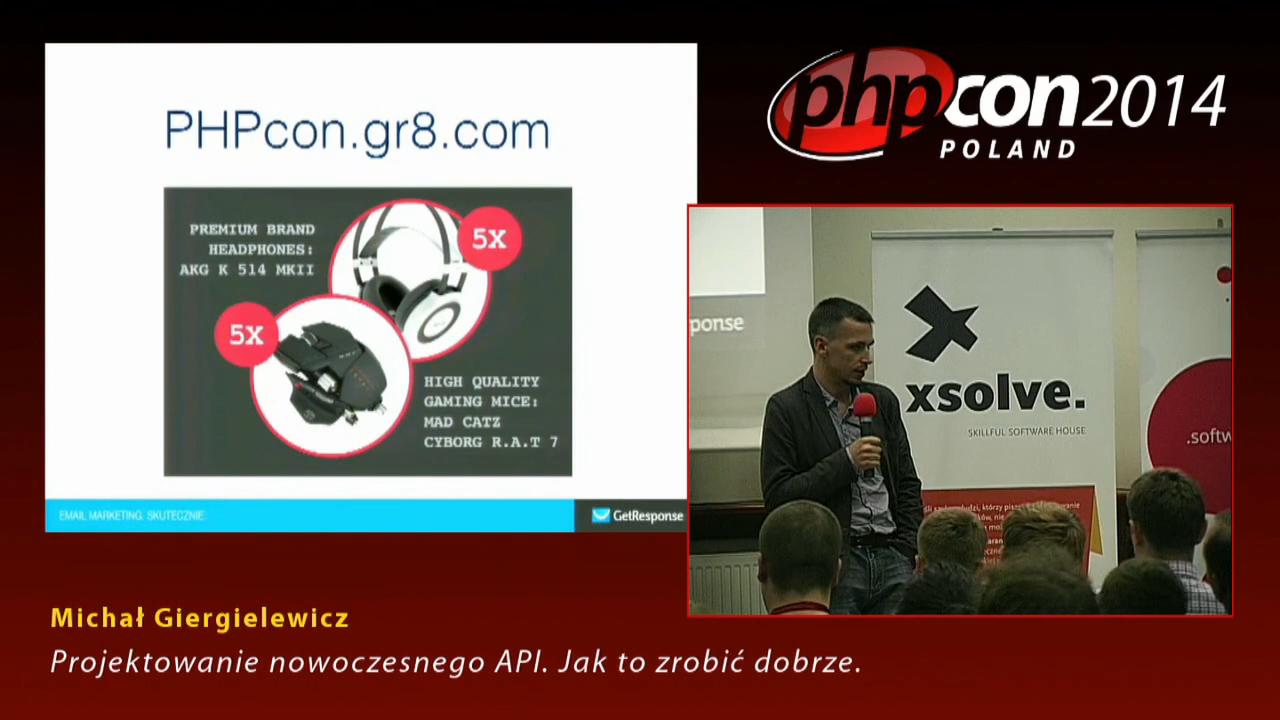 PHPcon.gr8.com
PREMIUM BRAND
HEADPHONES:
AKG K 514 MKII
5X
5X
HIGH QUALITY
GAMING MICE:
MAD CATZ
CYBORG R.A.T 7
EMAIL MARKETING. SKUTECZNIE.
GetResponse
phpcon2014
POLAND
ponse
xsolve.
SKILLFUL SOFTWARE HOUSE
.softw
Michał Giergielewicz
Projektowanie nowoczesnego API. Jak to zrobić dobrze.